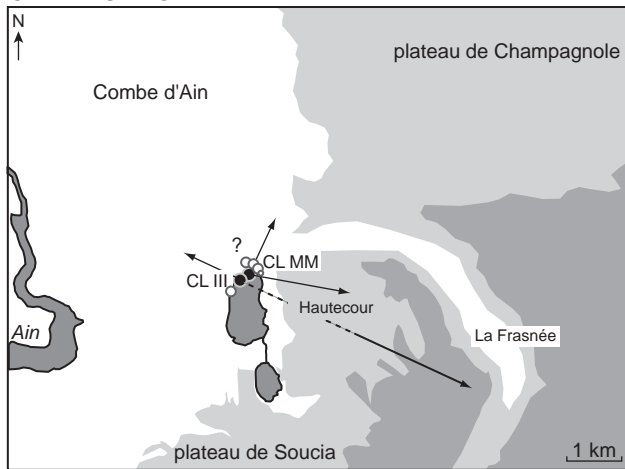 N
plateau de Champagnole
Combe d'Ain
?
CL MM
CL III
Hautecour
Ain
La Frasnée
plateau de Soucia
1 km